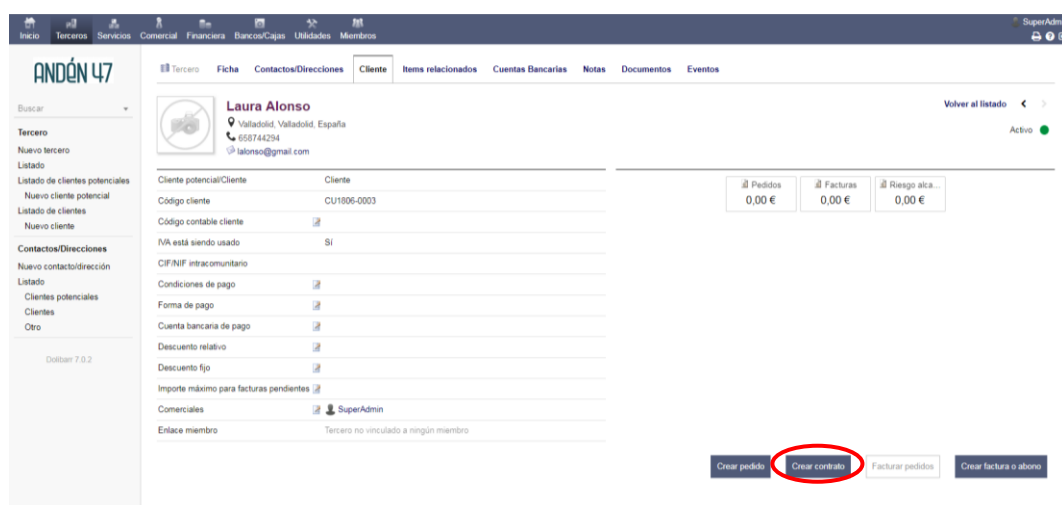 Inicio Terceros Servicios Comercial Financiera Bancos/Cajas Utilidades Miembros
SuperAdm
ANDÉN 47
Tercero Ficha Contactos/Direcciones Cliente Items relacionados Cuentas Bancarias Notas Documentos Eventos
Buscar
Tercero
Nuevo tercero
Listado
Listado de clientes potenciales
Nuevo cliente potencial
Listado de clientes
Nuevo cliente
Contactos/Direcciones
Nuevo contacto/dirección
Listado
Clientes potenciales
Clientes
Otro
Dolibarr 7.0.2
Laura Alonso
Valladolid, Valladolid, España
658744294
lalonso@gmail.com
Volver al listado
Activo
Cliente potencial/Cliente Cliente
Código cliente CU1806-0003
Código contable cliente
IVA está siendo usado Sí
CIF/NIF intracomunitario
Condiciones de pago
Forma de pago
Cuenta bancaria de pago
Descuento relativo
Descuento fijo
Importe máximo para facturas pendientes
Comerciales SuperAdmin
Enlace miembro Tercero no vinculado a ningún miembro
Pedidos Facturas Riesgo alca...
0,00 € 0,00 € 0,00 €
Crear pedido Crear contrato Facturar pedidos Crear factura o abono